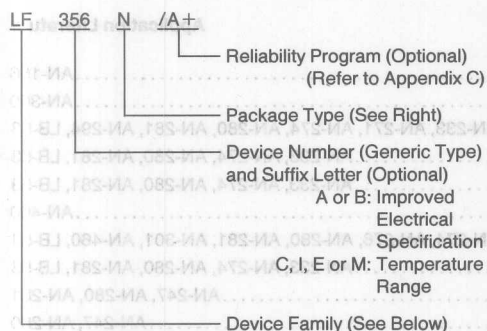 LF 356 N /A+
Reliability Program (Optional)
(Refer to Appendix C)
Package Type (See Right)
Device Number (Generic Type)
and Suffix Letter (Optional)
A or B: Improved
Electrical
Specification
C, I, E or M: Temperature
Range
Device Family (See Below)